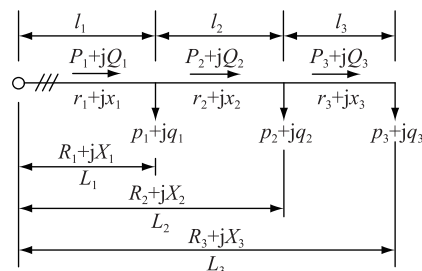 l₁ l₂ l₃
P₁+jQ₁ P₂+jQ₂ P₃+jQ₃
r₁+jx₁ r₂+jx₂ r₃+jx₃
p₁+jq₁ p₂+jq₂ p₃+jq₃
R₁+jX₁
L₁
R₂+jX₂
L₂
R₃+jX₃
L₃